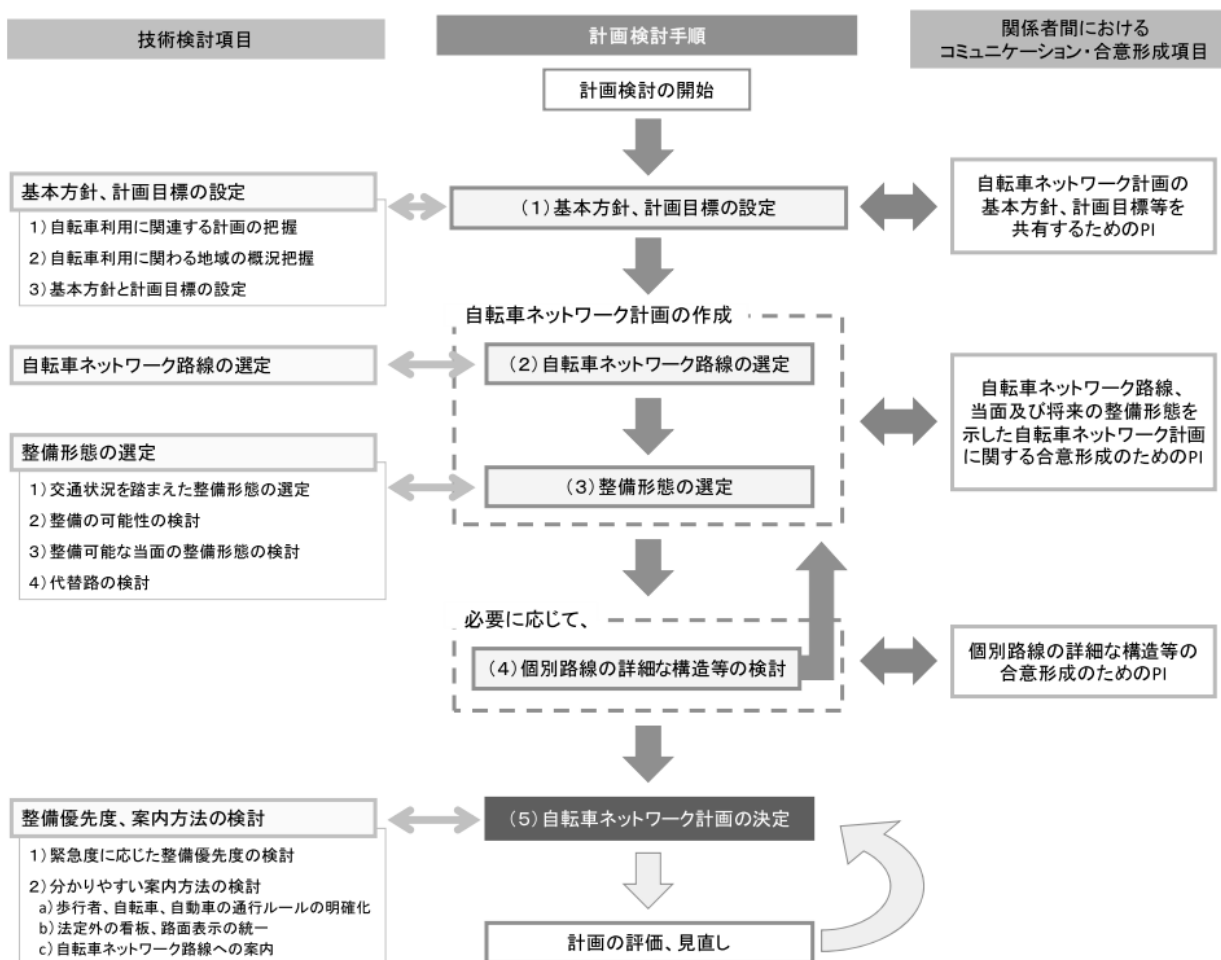 技術検討項目
計画検討手順
関係者間における
コミュニケーション・合意形成項目
計画検討の開始
基本方針、計画目標の設定
1)自転車利用に関連する計画の把握
2)自転車利用に関わる地域の概況把握
3)基本方針と計画目標の設定
(1)基本方針、計画目標の設定
自転車ネットワーク計画の
基本方針、計画目標等を
共有するためのPI
自転車ネットワーク計画の作成
自転車ネットワーク路線の選定
(2)自転車ネットワーク路線の選定
自転車ネットワーク路線、
当面及び将来の整備形態を
示した自転車ネットワーク計画
に関する合意形成のためのPI
整備形態の選定
1)交通状況を踏まえた整備形態の選定
2)整備の可能性の検討
3)整備可能な当面の整備形態の検討
4)代替路の検討
(3)整備形態の選定
必要に応じて、
(4)個別路線の詳細な構造等の検討
個別路線の詳細な構造等の
合意形成のためのPI
整備優先度、案内方法の検討
1)緊急度に応じた整備優先度の検討
2)分かりやすい案内方法の検討
a)歩行者、自転車、自動車の通行ルールの明確化
b)法定外の看板、路面表示の統一
c)自転車ネットワーク路線への案内
(5)自転車ネットワーク計画の決定
計画の評価、見直し